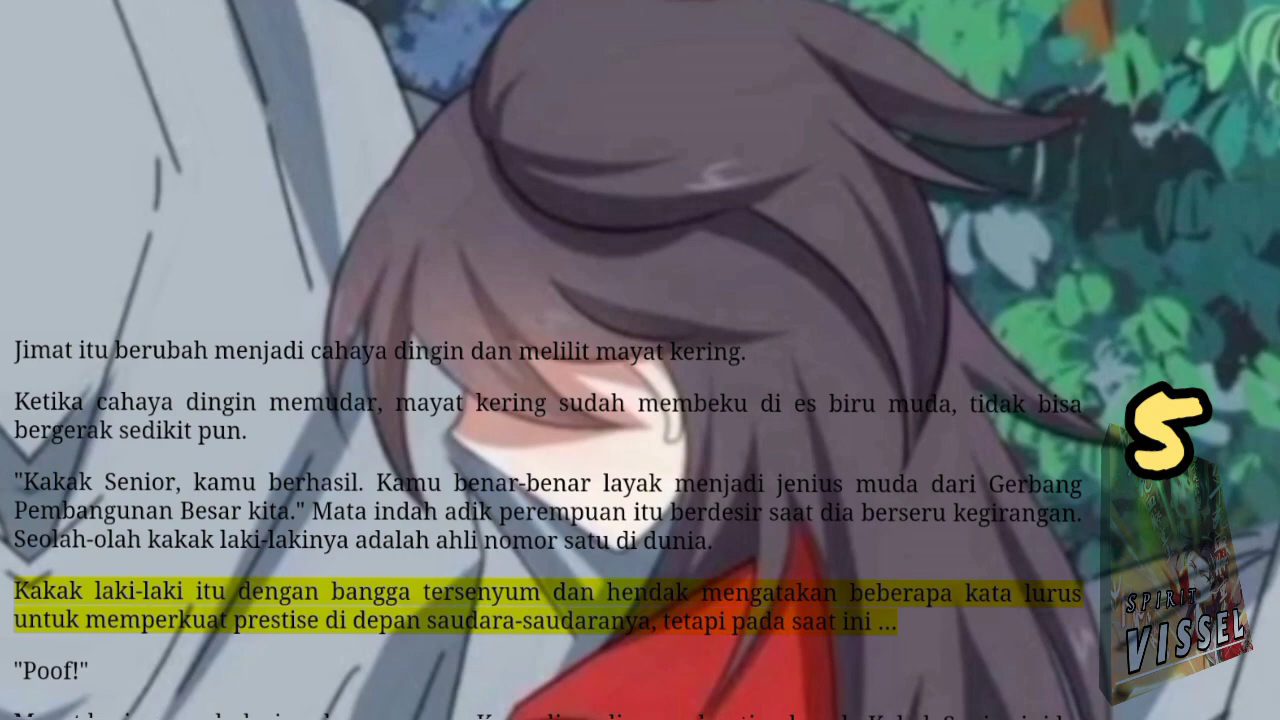 Jimat itu berubah menjadi cahaya dingin dan melilit mayat kering.
Ketika cahaya dingin memudar, mayat kering sudah membeku di es biru muda, tidak bisa
bergerak sedikit pun.
"Kakak Senior, kamu berhasil. Kamu benar-benar layak menjadi jenius muda dari Gerbang
Pembangunan Besar kita." Mata indah adik perempuan itu berdesir saat dia berseru kegirangan.
Seolah-olah kakak laki-lakinya adalah ahli nomor satu di dunia.
Kakak laki-laki itu dengan bangga tersenyum dan hendak mengatakan beberapa kata lurus
untuk memperkuat prestise di depan saudara-saudaranya, tetapi pada saat ini ...
"Poof!"
S
SPIRIT
VISSEL